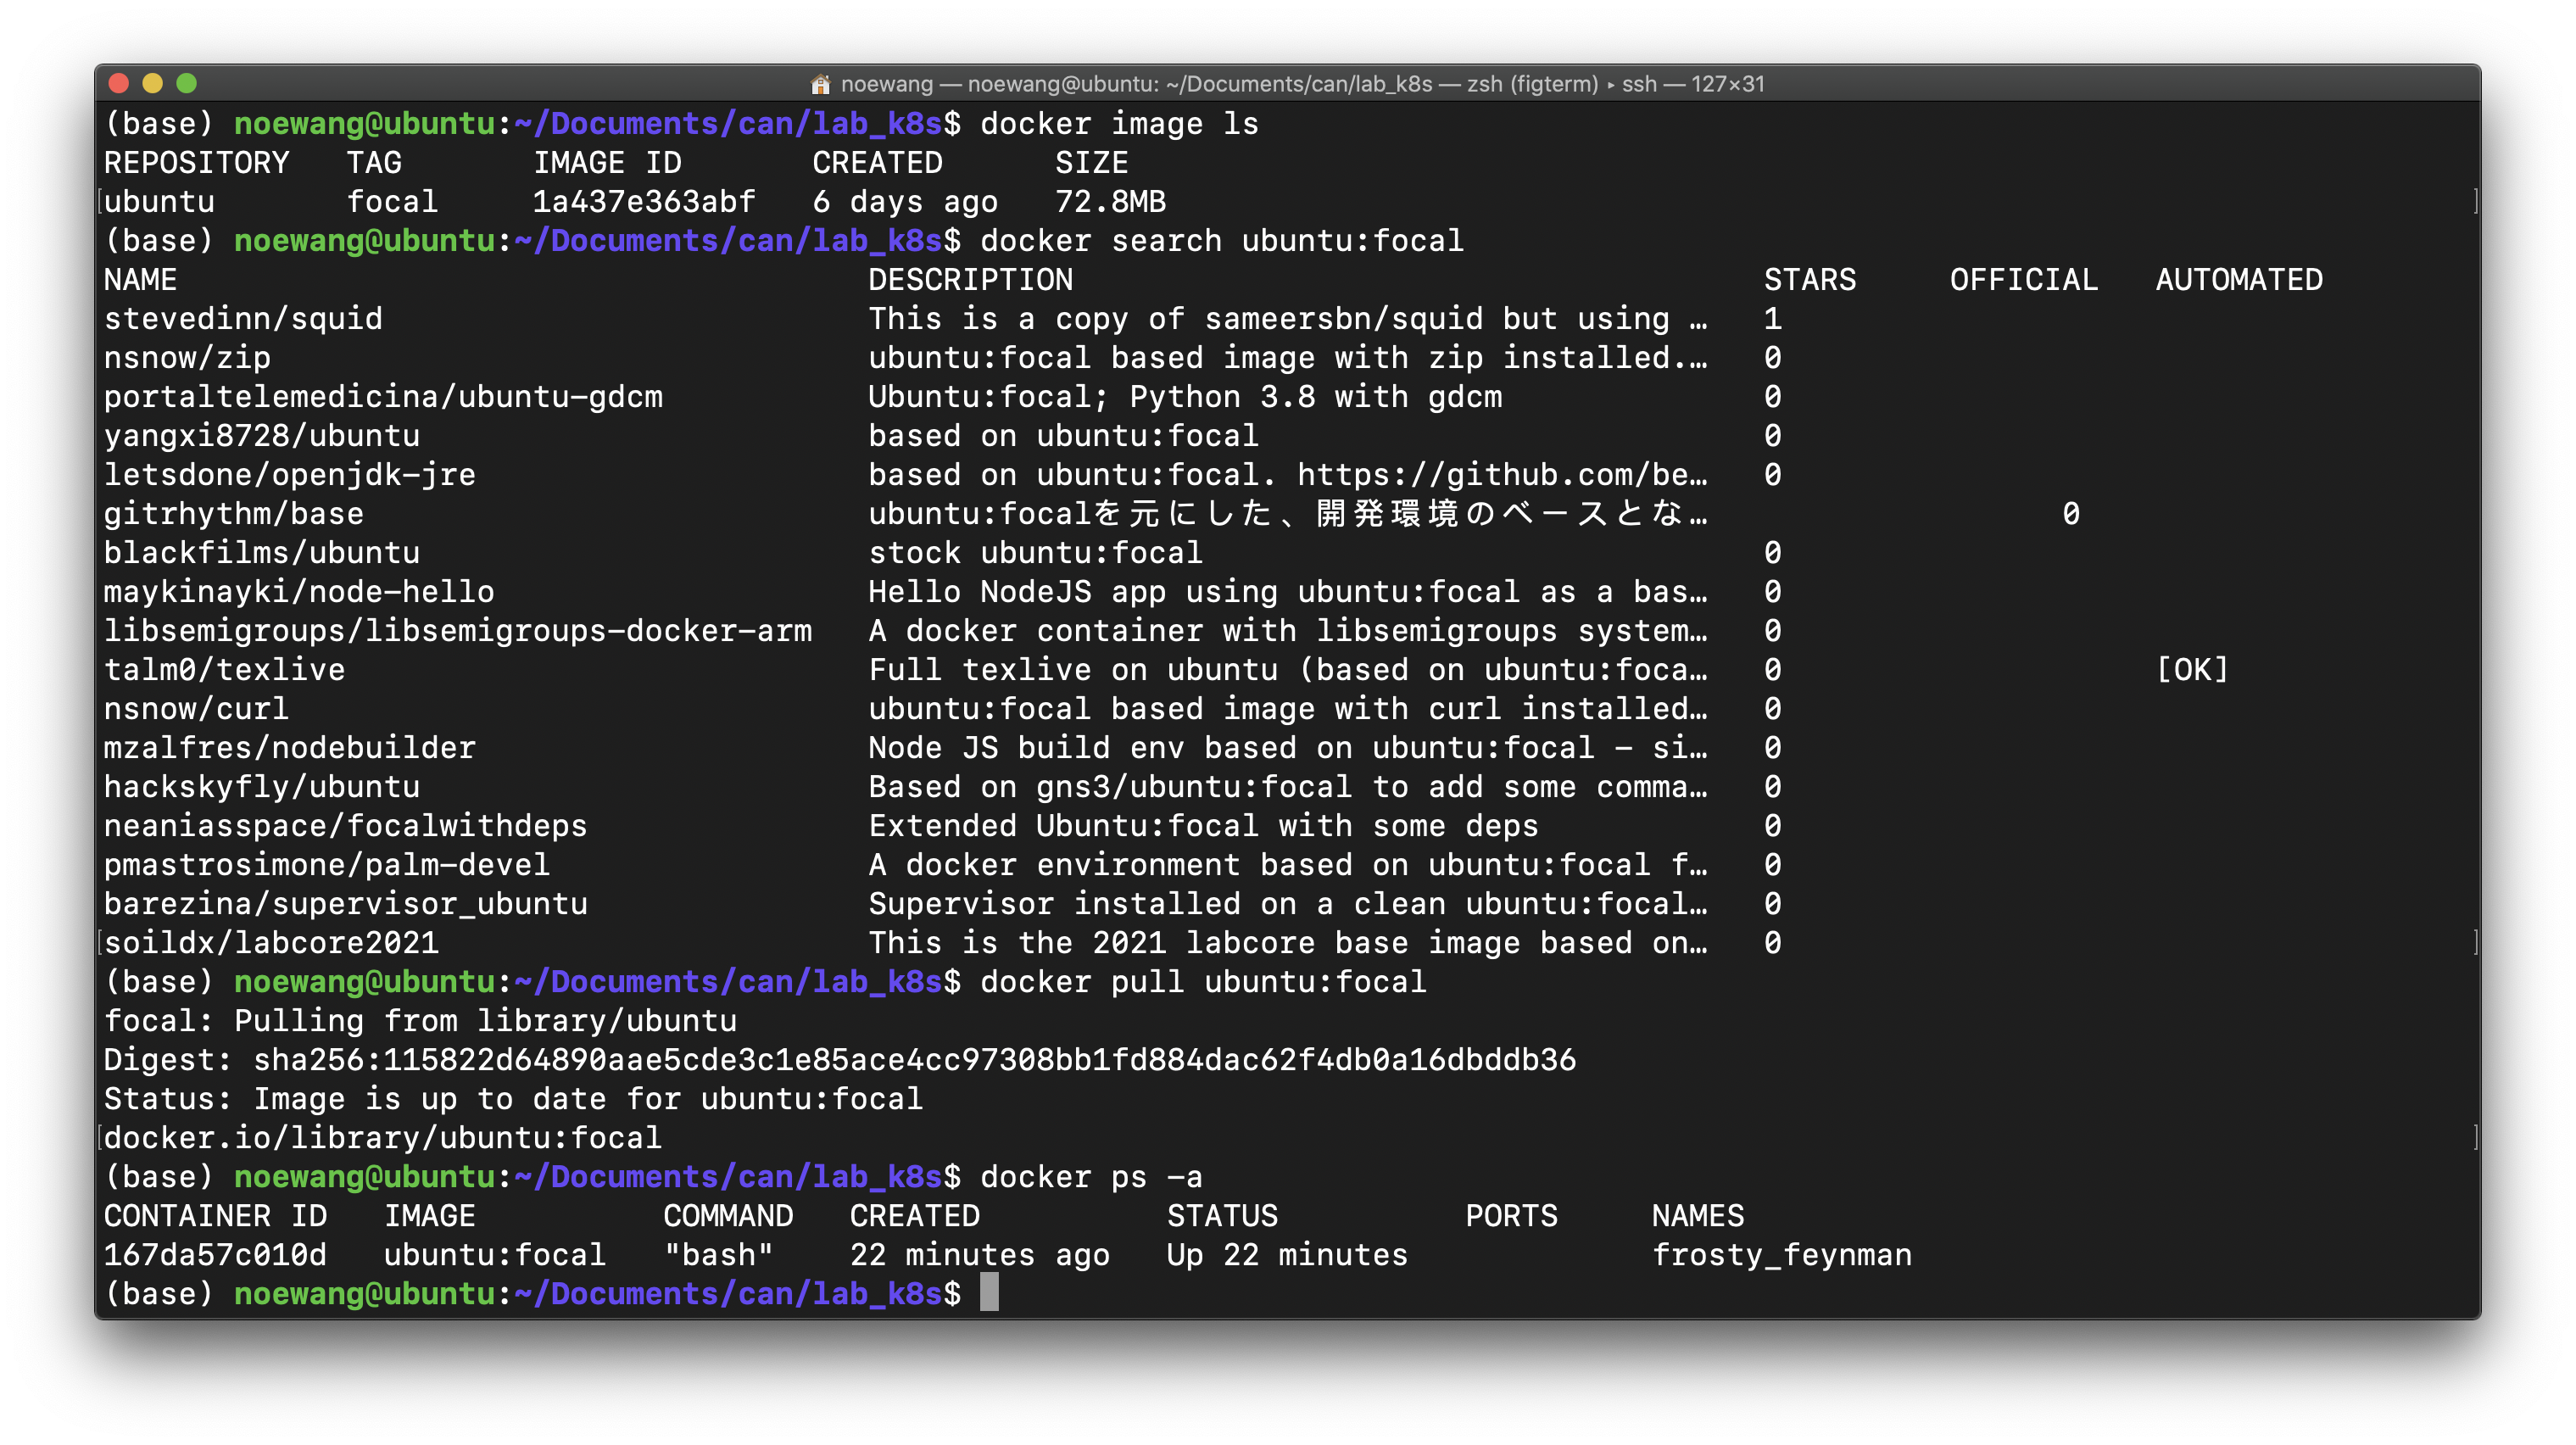 noewang — noewang@ubuntu: ~/Documents/can/lab_k8s — zsh (figterm) ▸ ssh — 127×31
(base) noewang@ubuntu:~/Documents/can/lab_k8s$ docker image ls
REPOSITORY   TAG       IMAGE ID       CREATED      SIZE
[ubuntu       focal     1a437e363abf   6 days ago   72.8MB ]
(base) noewang@ubuntu:~/Documents/can/lab_k8s$ docker search ubuntu:focal
NAME                                     DESCRIPTION                                     STARS     OFFICIAL   AUTOMATED
stevedinn/squid                          This is a copy of sameersbn/squid but using …   1
nsnow/zip                                ubuntu:focal based image with zip installed.…   0
portaltelemedicina/ubuntu-gdcm           Ubuntu:focal; Python 3.8 with gdcm              0
yangxi8728/ubuntu                        based on ubuntu:focal                           0
letsdone/openjdk-jre                     based on ubuntu:focal. https://github.com/be…   0
gitrhythm/base                           ubuntu:focalを元にした、開発環境のベースとな…                   0
blackfilms/ubuntu                        stock ubuntu:focal                              0
maykinayki/node-hello                    Hello NodeJS app using ubuntu:focal as a bas…   0
libsemigroups/libsemigroups-docker-arm   A docker container with libsemigroups system…   0
talm0/texlive                            Full texlive on ubuntu (based on ubuntu:foca…   0                    [OK]
nsnow/curl                               ubuntu:focal based image with curl installed…   0
mzalfres/nodebuilder                     Node JS build env based on ubuntu:focal - si…   0
hackskyfly/ubuntu                        Based on gns3/ubuntu:focal to add some comma…   0
neaniasspace/focalwithdeps               Extended Ubuntu:focal with some deps            0
pmastrosimone/palm-devel                 A docker environment based on ubuntu:focal f…   0
barezina/supervisor_ubuntu               Supervisor installed on a clean ubuntu:focal…   0
[soildx/labcore2021                       This is the 2021 labcore base image based on…   0 ]
(base) noewang@ubuntu:~/Documents/can/lab_k8s$ docker pull ubuntu:focal
focal: Pulling from library/ubuntu
Digest: sha256:115822d64890aae5cde3c1e85ace4cc97308bb1fd884dac62f4db0a16dbddb36
Status: Image is up to date for ubuntu:focal
[docker.io/library/ubuntu:focal ]
(base) noewang@ubuntu:~/Documents/can/lab_k8s$ docker ps -a
CONTAINER ID   IMAGE          COMMAND   CREATED          STATUS          PORTS     NAMES
167da57c010d   ubuntu:focal   "bash"    22 minutes ago   Up 22 minutes             frosty_feynman
(base) noewang@ubuntu:~/Documents/can/lab_k8s$